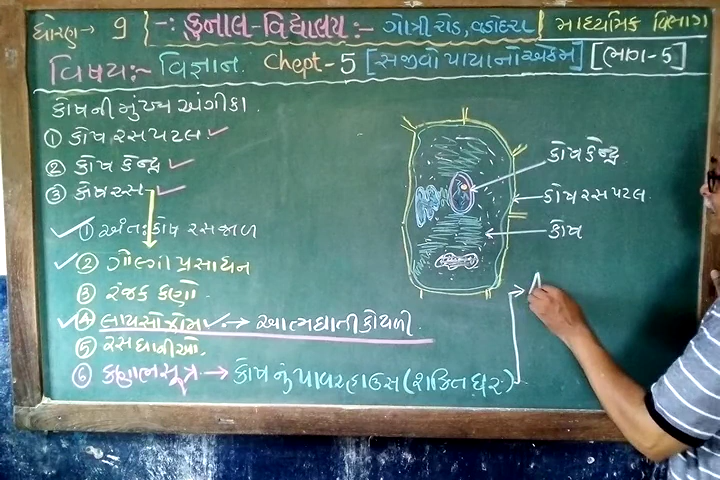 ધોરણ → 9 -: કુનાલ-વિદ્યાલય:- ગોત્રી રોડ, વડોદરા માધ્યમિક વિભાગ
વિષય:- વિજ્ઞાન. Chept-5 [સજીવો પાયાનો એકમ] [ભાગ-5]
કોષની મુખ્ય અંગીકા.
① કોષ રસ પટલ.
② કોષ કેન્દ્ર
③ કોષરસ
① અંતઃકોષ રસજાળ
② ગોલ્ગી પ્રસાધન
③ રંજક કણો.
④ લાયસોઝોમ → આત્મઘાતી કોથળી.
⑤ રસધાનીઓ.
⑥ કણાભસૂત્ર → કોષનું પાવરહાઉસ (શક્તિ ઘર)
કોષકેન્દ્ર
કોષરસપટલ.
કોષ
A